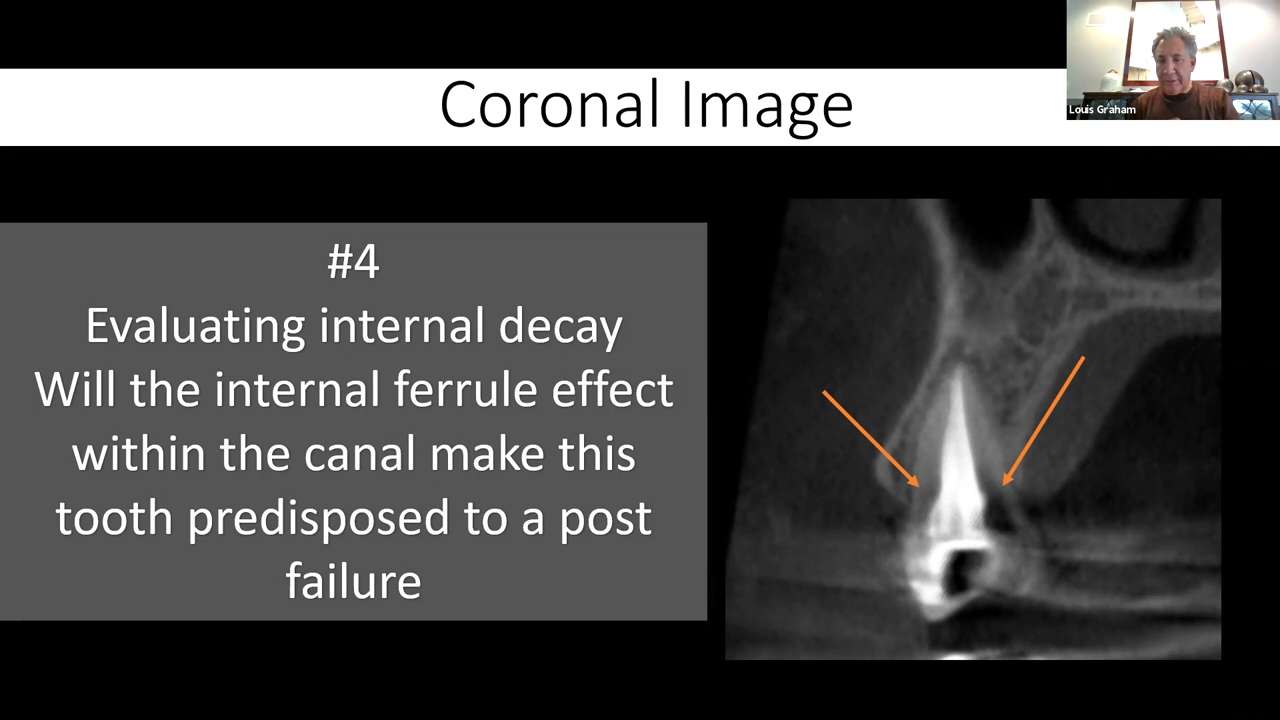 Coronal Image
Louis Graham
#4
Evaluating internal decay
Will the internal ferrule effect
within the canal make this
tooth predisposed to a post
failure